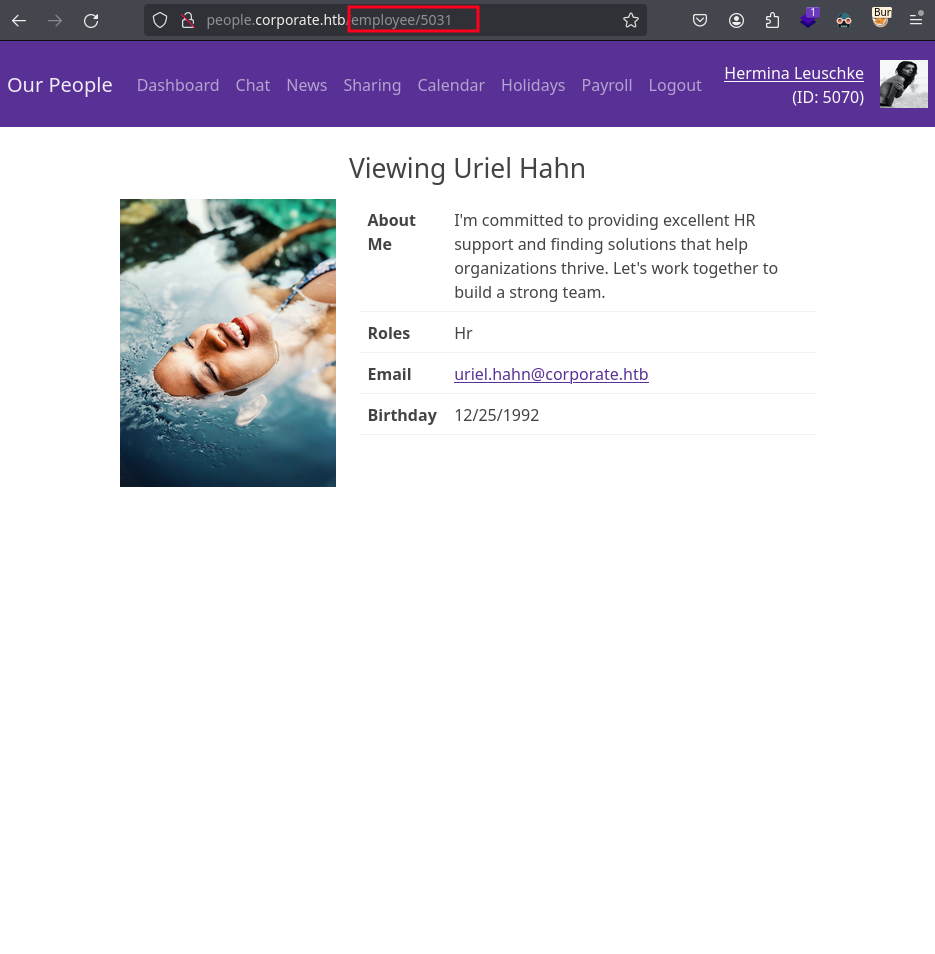 people.corporate.htb/employee/5031
1
Bur
Our People Dashboard Chat News Sharing Calendar Holidays Payroll Logout
Hermina Leuschke
(ID: 5070)
Viewing Uriel Hahn
About Me
I'm committed to providing excellent HR
support and finding solutions that help
organizations thrive. Let's work together to
build a strong team.
Roles Hr
Email uriel.hahn@corporate.htb
Birthday 12/25/1992